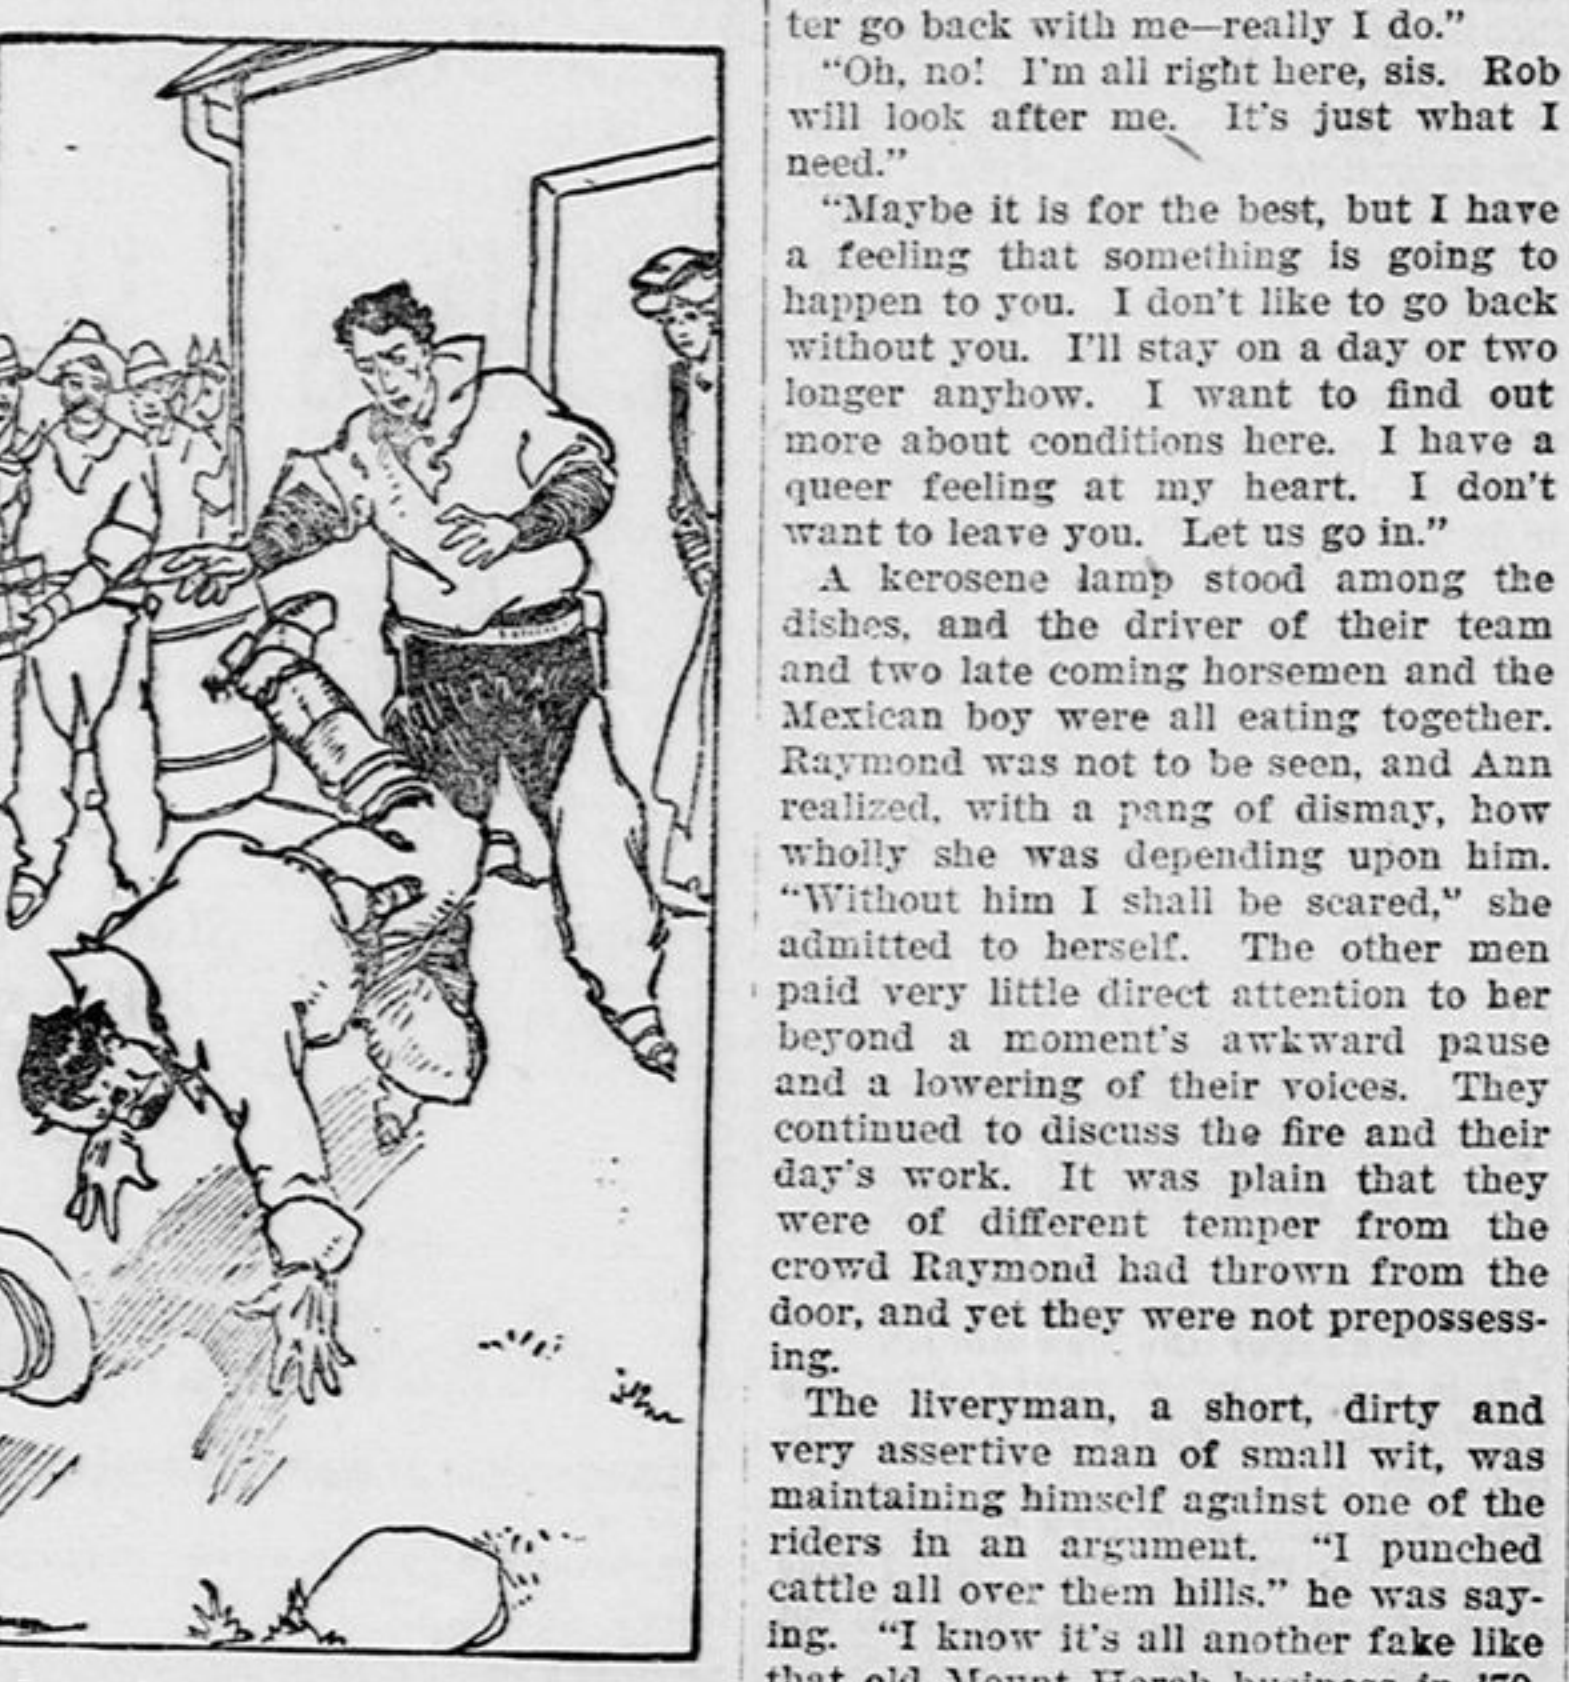 ter go back with me—really I do."
"Oh, no! I'm all right here, sis. Rob
will look after me. It's just what I
need."
"Maybe it is for the best, but I have
a feeling that something is going to
happen to you. I don't like to go back
without you. I'll stay on a day or two
longer anyhow. I want to find out
more about conditions here. I have a
queer feeling at my heart. I don't
want to leave you. Let us go in."
A kerosene lamp stood among the
dishes, and the driver of their team
and two late coming horsemen and the
Mexican boy were all eating together.
Raymond was not to be seen, and Ann
realized, with a pang of dismay, how
wholly she was depending upon him.
"Without him I shall be scared," she
admitted to herself. The other men
paid very little direct attention to her
beyond a moment's awkward pause
and a lowering of their voices. They
continued to discuss the fire and their
day's work. It was plain that they
were of different temper from the
crowd Raymond had thrown from the
door, and yet they were not prepossess-
ing.
The liveryman, a short, dirty and
very assertive man of small wit, was
maintaining himself against one of the
riders in an argument. "I punched
cattle all over them hills." he was say-
ing. "I know it's all another fake like
that old Mount Horeb business in '79.